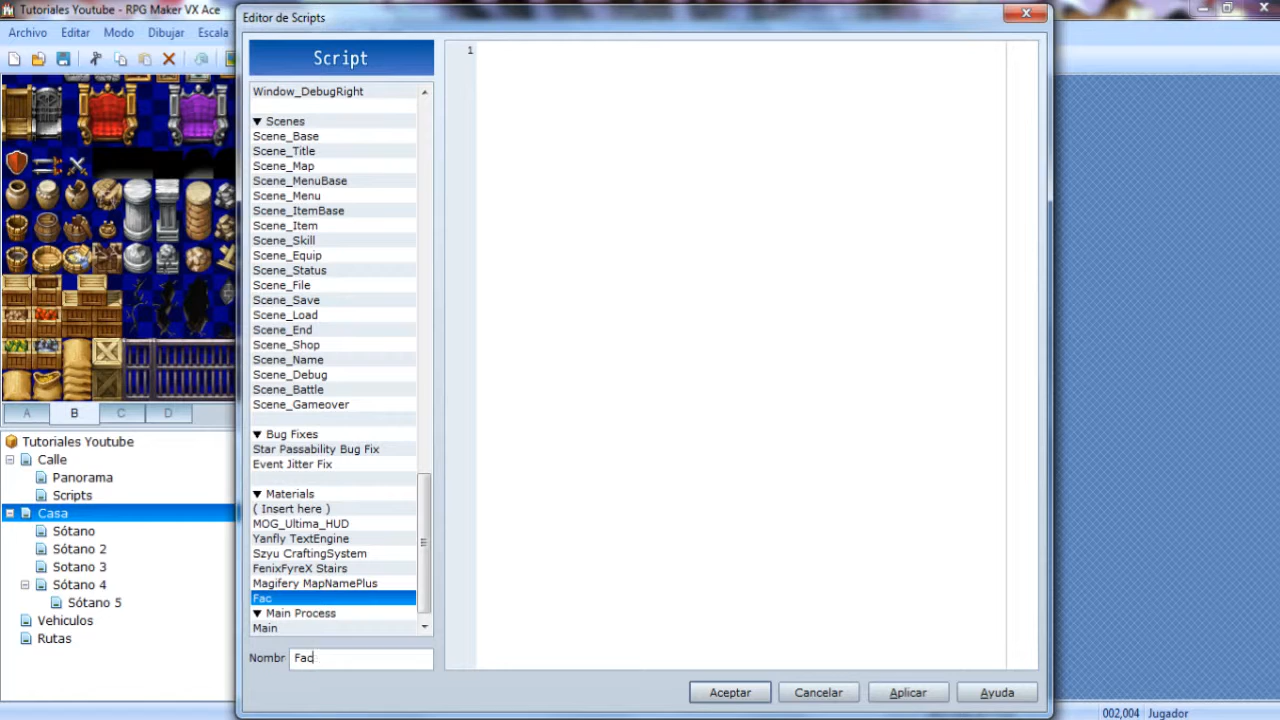 Tutoriales Youtube - RPG Maker VX Ace
Archivo Editar Modo Dibujar Escala
A B C D
Tutoriales Youtube
Calle
Panorama
Scripts
Casa
Sótano
Sótano 2
Sotano 3
Sótano 4
Sótano 5
Vehiculos
Rutas
Editor de Scripts
Script
Window_DebugRight
▼ Scenes
Scene_Base
Scene_Title
Scene_Map
Scene_MenuBase
Scene_Menu
Scene_ItemBase
Scene_Item
Scene_Skill
Scene_Equip
Scene_Status
Scene_File
Scene_Save
Scene_Load
Scene_End
Scene_Shop
Scene_Name
Scene_Debug
Scene_Battle
Scene_Gameover
▼ Bug Fixes
Star Passability Bug Fix
Event Jitter Fix
▼ Materials
( Insert here )
MOG_Ultima_HUD
Yanfly TextEngine
Szyu CraftingSystem
FenixFyreX Stairs
Magifery MapNamePlus
Fac
▼ Main Process
Main
Nombr Fac
1
Aceptar Cancelar Aplicar Ayuda
002,004 Jugador